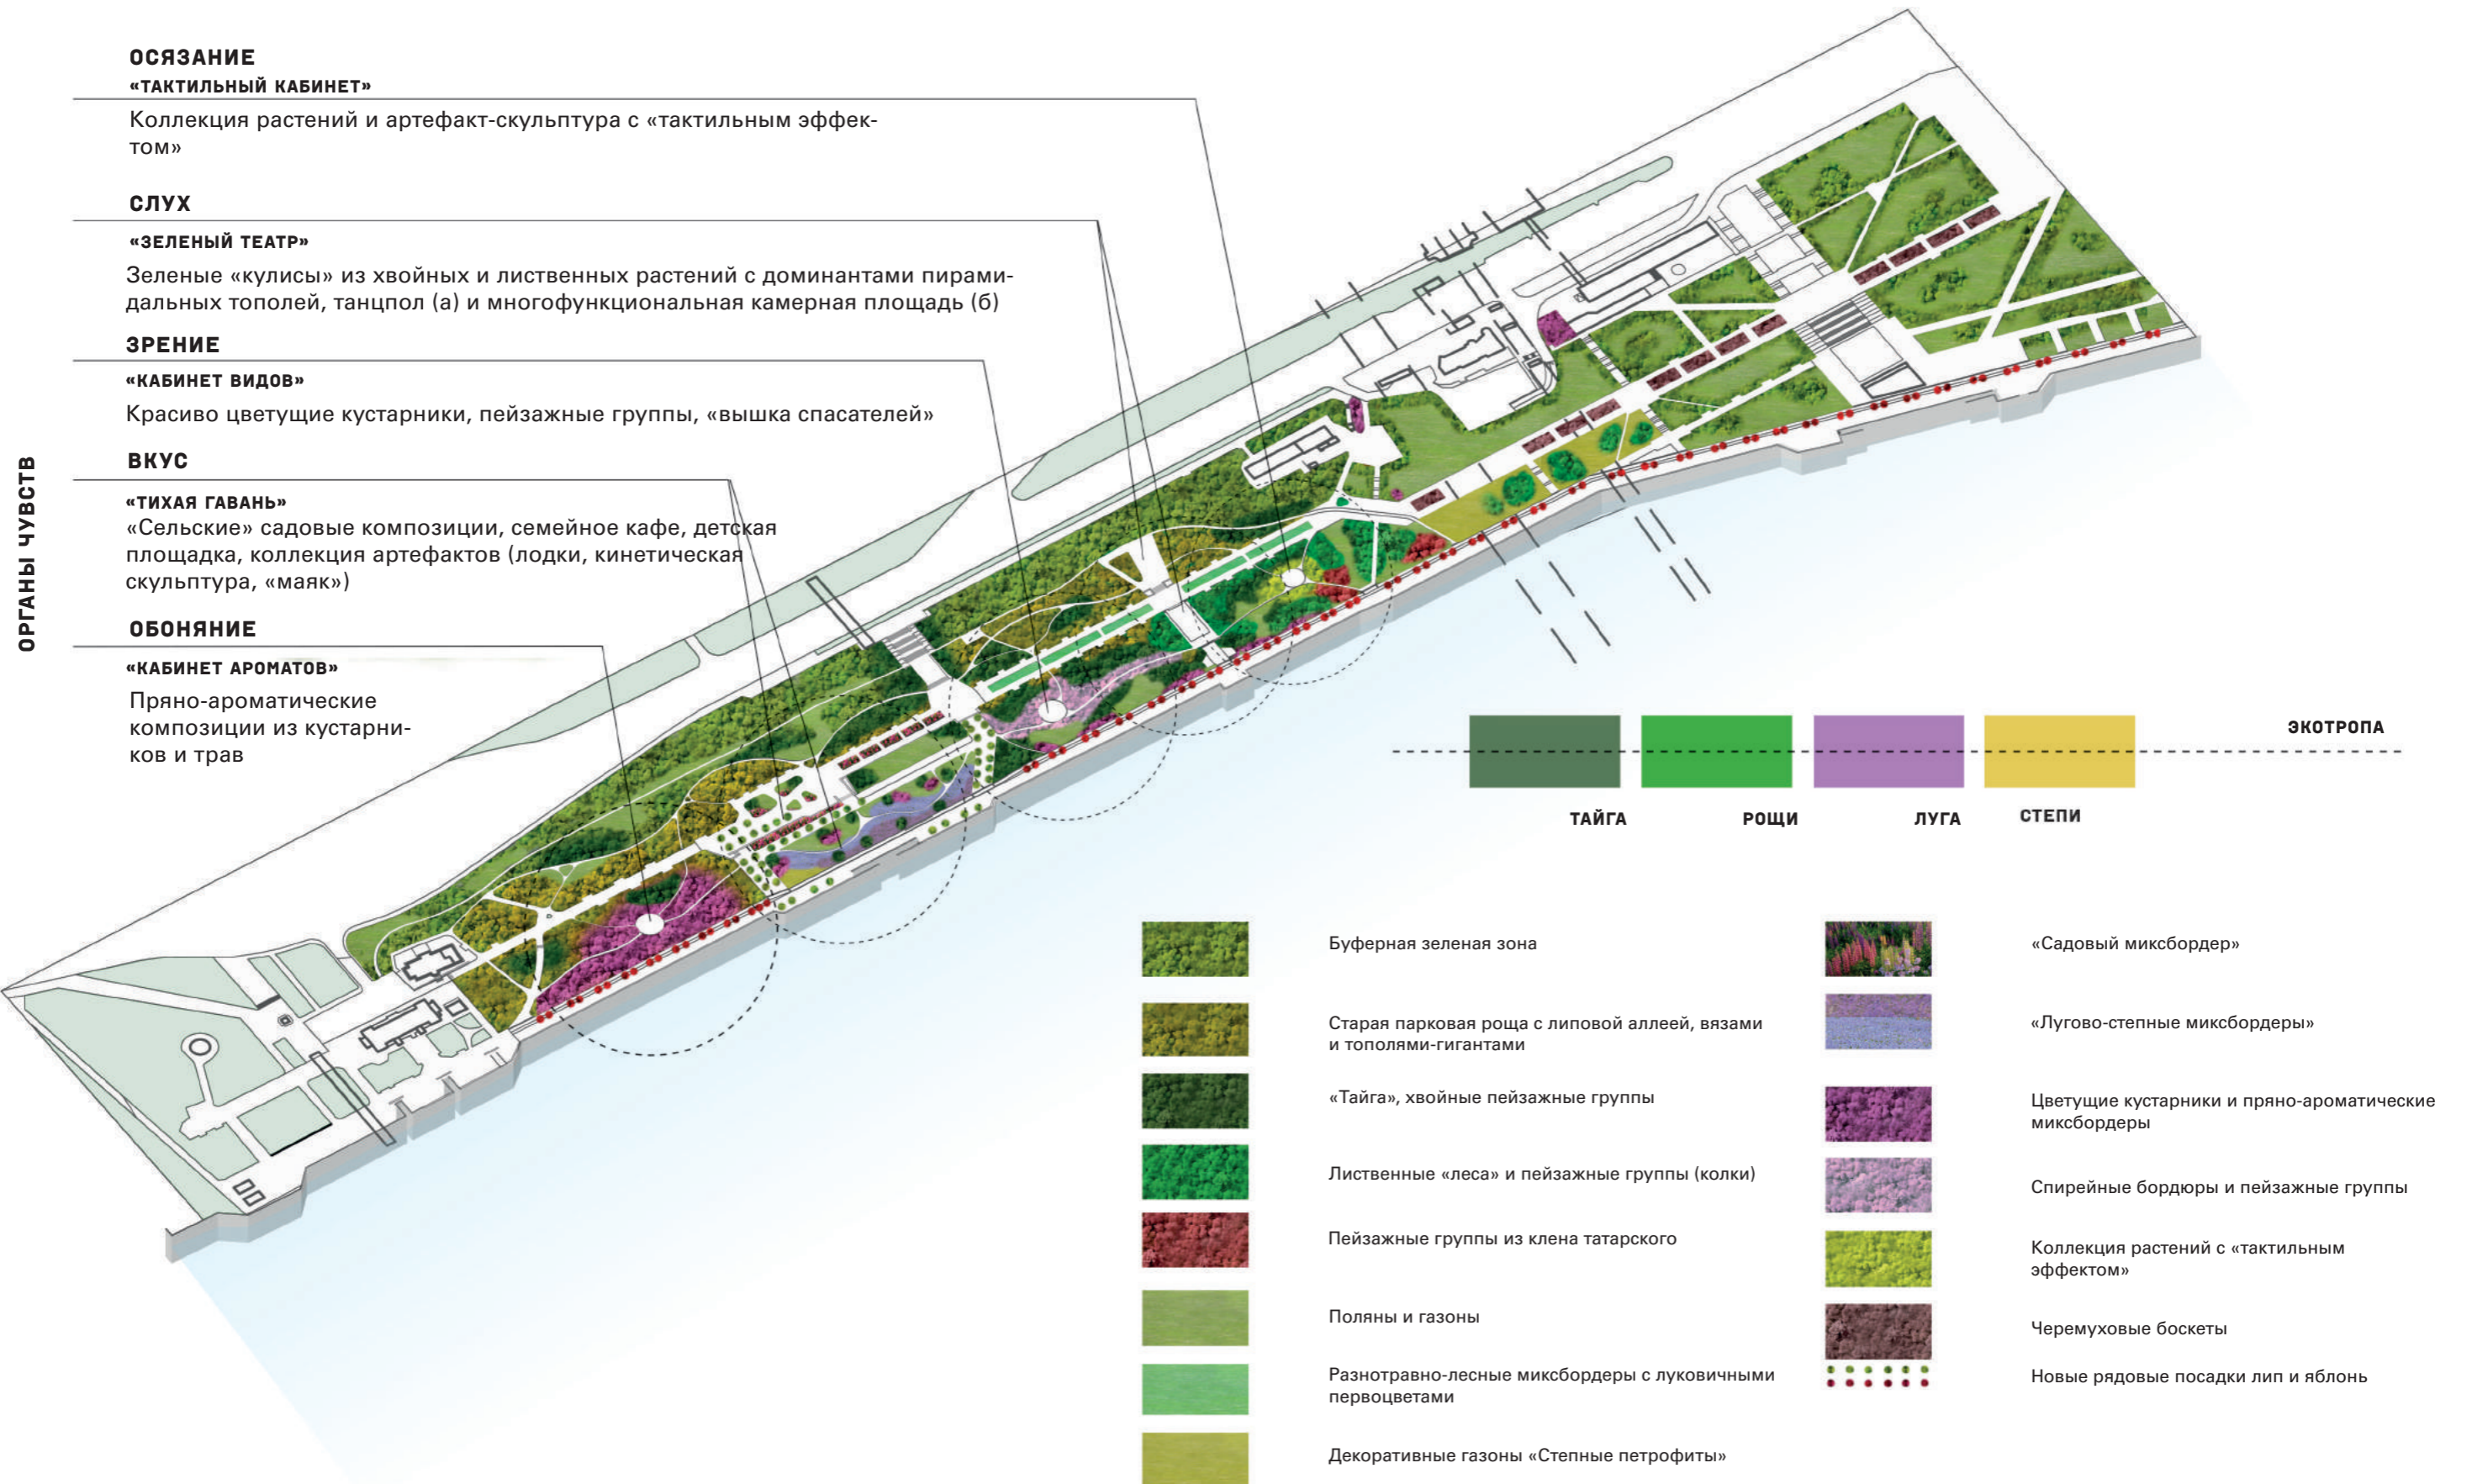 ОРГАНЫ ЧУВСТВ
ОСЯЗАНИЕ
«ТАКТИЛЬНЫЙ КАБИНЕТ»
Коллекция растений и артефакт-скульптура с «тактильным эффек-
том»
СЛУХ
«ЗЕЛЕНЫЙ ТЕАТР»
Зеленые «кулисы» из хвойных и лиственных растений с доминантами пирами-
дальных тополей, танцпол (а) и многофункциональная камерная площадь (б)
ЗРЕНИЕ
«КАБИНЕТ ВИДОВ»
Красиво цветущие кустарники, пейзажные группы, «вышка спасателей»
ВКУС
«ТИХАЯ ГАВАНЬ»
«Сельские» садовые композиции, семейное кафе, детская
площадка, коллекция артефактов (лодки, кинетическая
скульптура, «маяк»)
ОБОНЯНИЕ
«КАБИНЕТ АРОМАТОВ»
Пряно-ароматические
композиции из кустарни-
ков и трав
ЭКОТРОПА
ТАЙГА
РОЩИ
ЛУГА
СТЕПИ
Буферная зеленая зона
Старая парковая роща с липовой аллеей, вязами
и тополями-гигантами
«Тайга», хвойные пейзажные группы
Лиственные «леса» и пейзажные группы (колки)
Пейзажные группы из клена татарского
Поляны и газоны
Разнотравно-лесные миксбордеры с луковичными
первоцветами
Декоративные газоны «Степные петрофиты»
«Садовый миксбордер»
«Лугово-степные миксбордеры»
Цветущие кустарники и пряно-ароматические
миксбордеры
Спирейные бордюры и пейзажные группы
Коллекция растений с «тактильным
эффектом»
Черемуховые боскеты
Новые рядовые посадки лип и яблонь